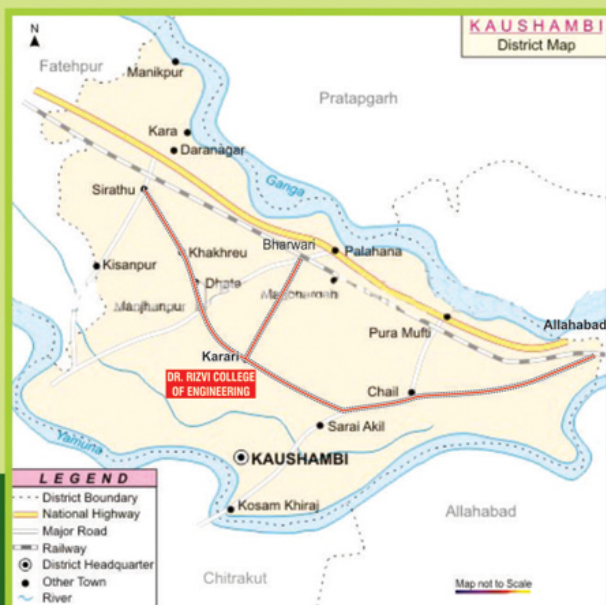 KAUSHAMBI
District Map
N
Fatehpur
Manikpur
Pratapgarh
Kara
Daranagar
Sirathu
Ganga
Bharwari
Palahana
Khakhreu
Kisanpur
Dhata
Manjhanpur
Pura Mufti
Allahabad
Karari
DR. RIZVI COLLEGE
OF ENGINEERING
Chail
Sarai Akil
Yamuna
KAUSHAMBI
LEGEND
District Boundary
National Highway
Major Road
Railway
District Headquarter
Other Town
River
Kosam Khiraj
Allahabad
Chitrakut
Map not to Scale